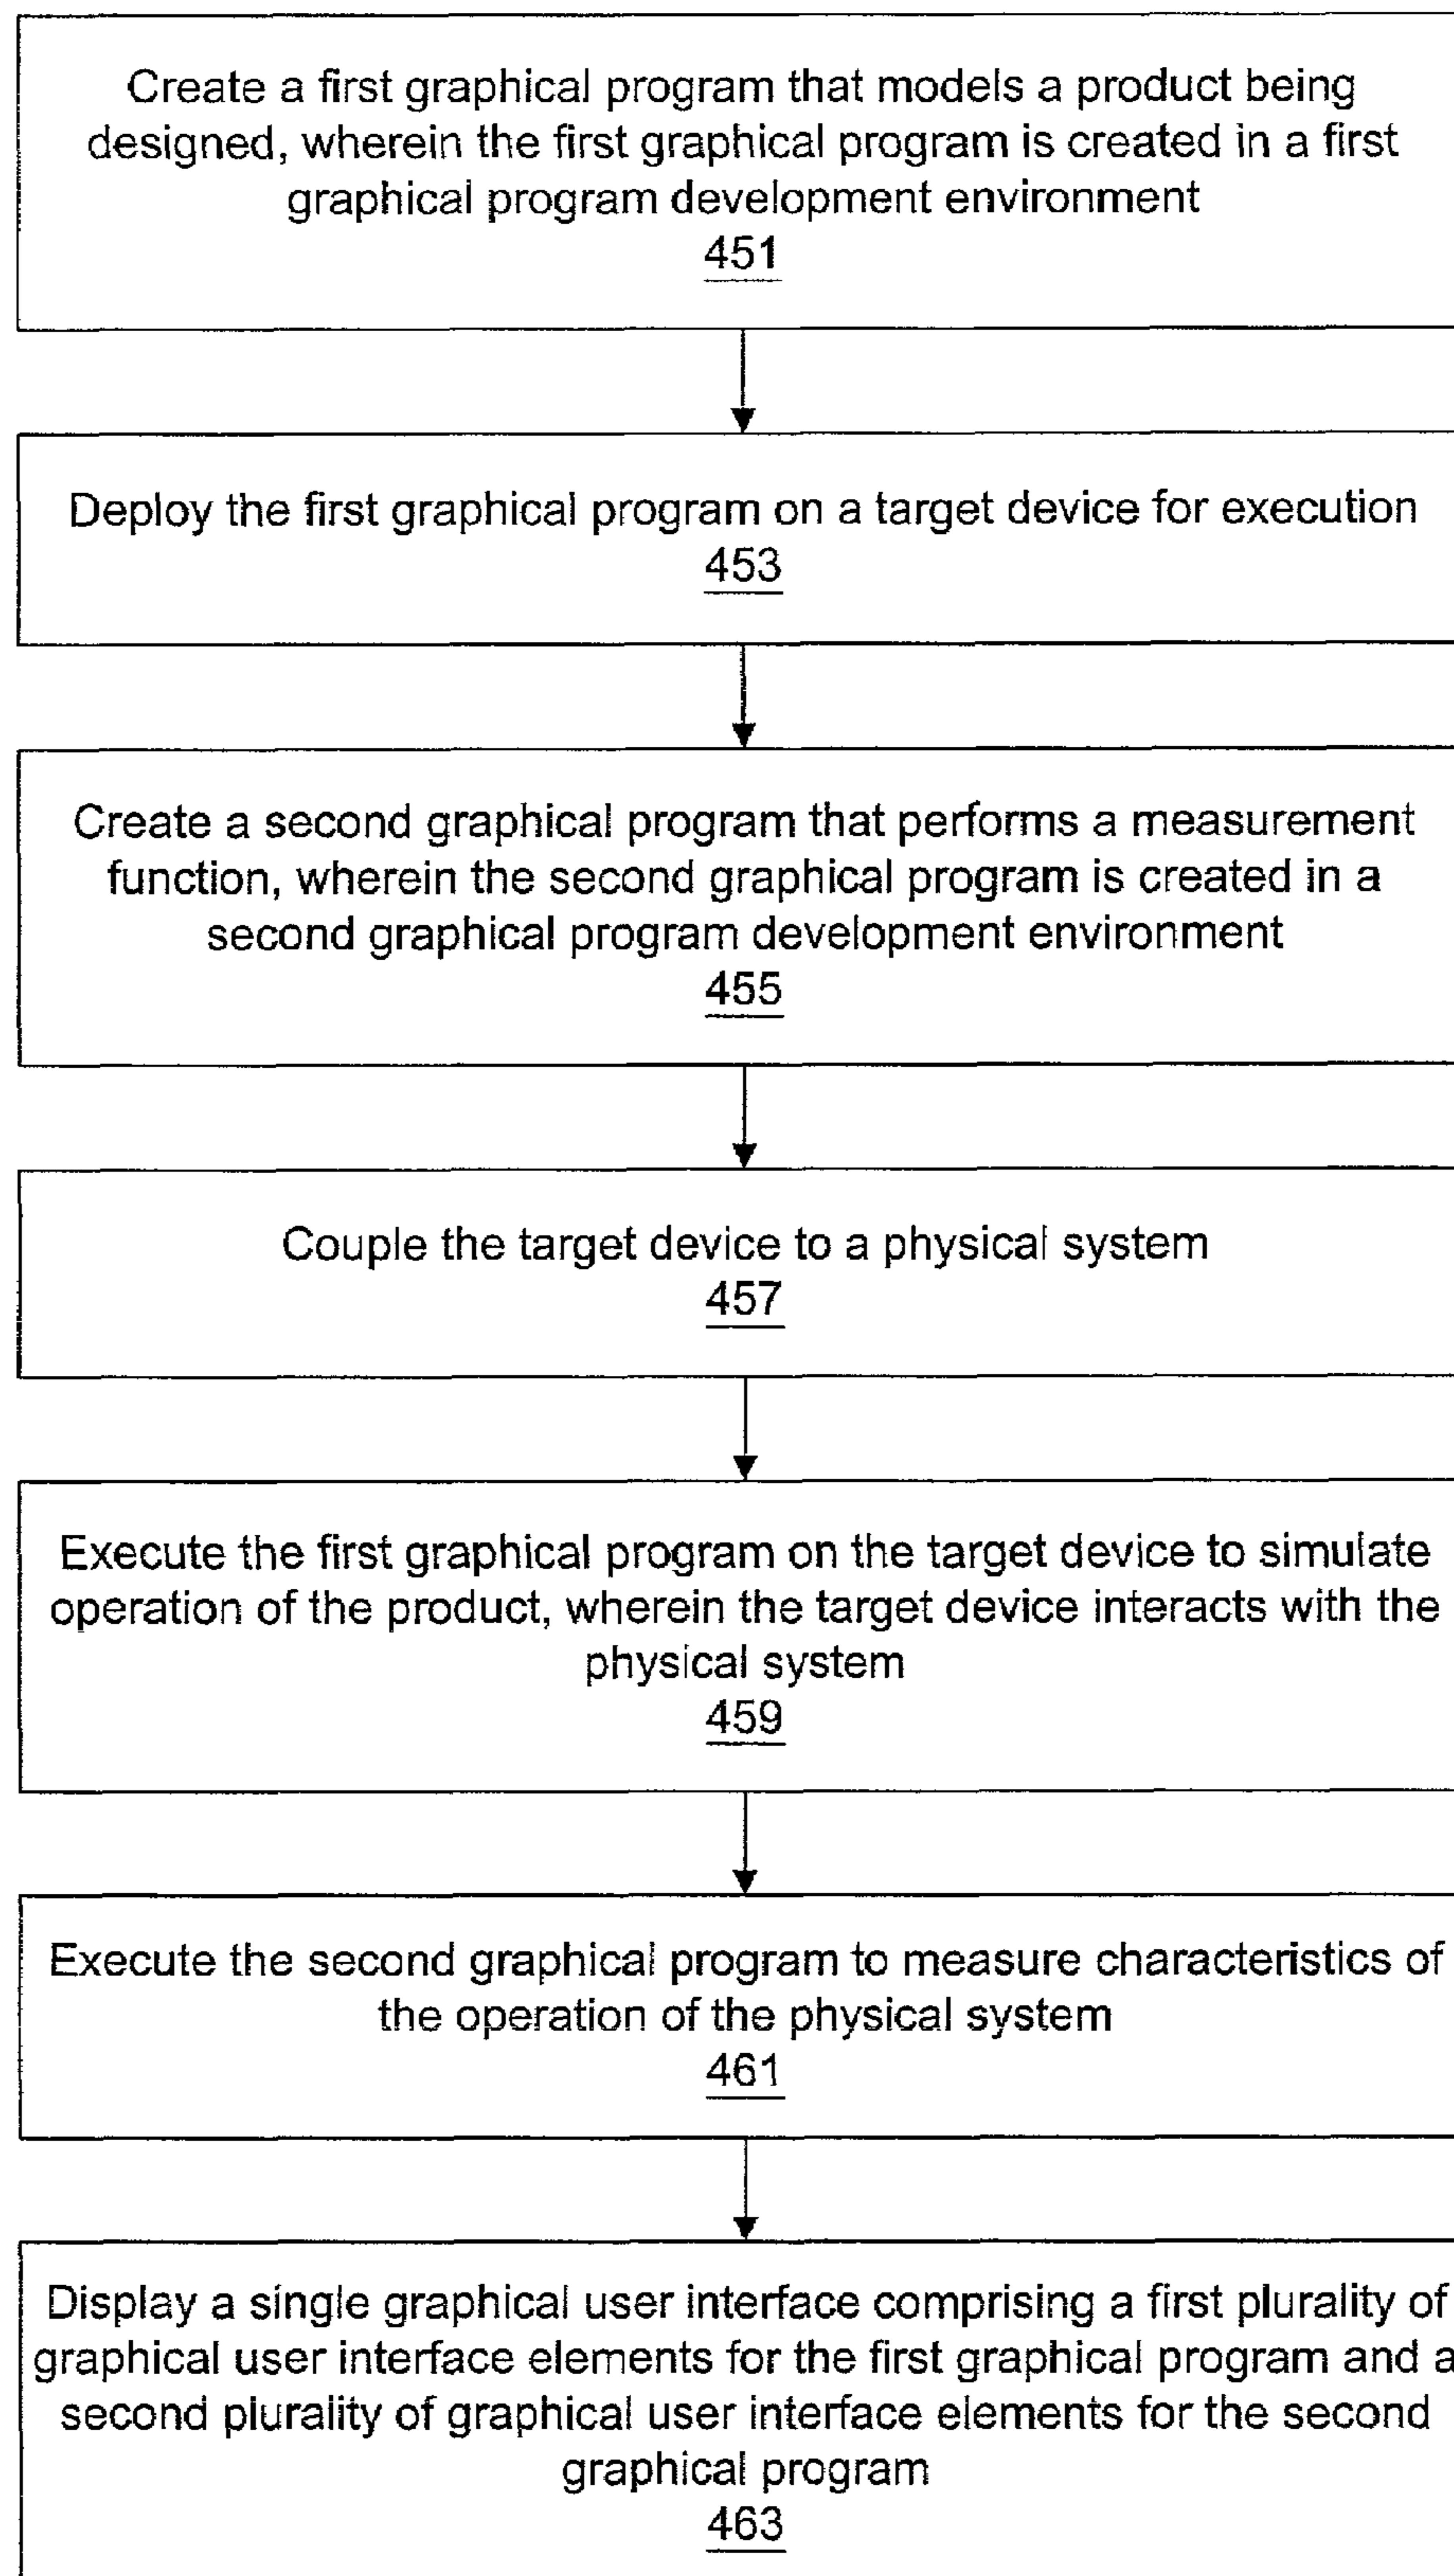 Create a first graphical program that models a product being
designed, wherein the first graphical program is created in a first
graphical program development environment
451
Deploy the first graphical program on a target device for execution
453
Create a second graphical program that performs a measurement
function, wherein the second graphical program is created in a
second graphical program development environment
455
Couple the target device to a physical system
457
Execute the first graphical program on the target device to simulate
operation of the product, wherein the target device interacts with the
physical system
459
Execute the second graphical program to measure characteristics of
the operation of the physical system
461
Display a single graphical user interface comprising a first plurality of
graphical user interface elements for the first graphical program and a
second plurality of graphical user interface elements for the second
graphical program
463